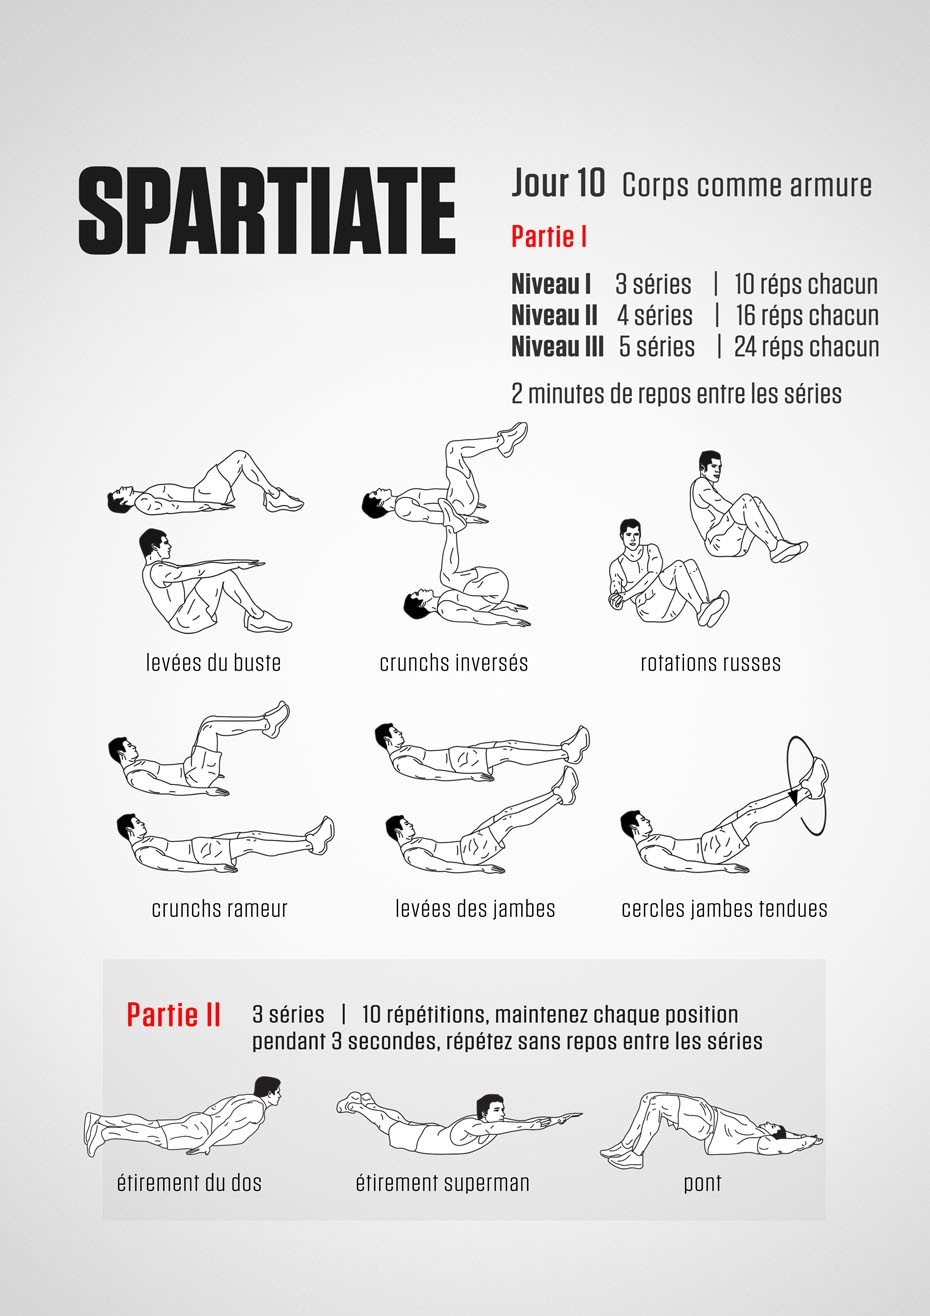 SPARTIATE
Jour 10 Corps comme armure
Partie I
Niveau I 3 séries | 10 réps chacun
Niveau II 4 séries | 16 réps chacun
Niveau III 5 séries | 24 réps chacun
2 minutes de repos entre les séries
levées du buste
crunchs inversés
rotations russes
crunchs rameur
levées des jambes
cercles jambes tendues
Partie II
3 séries | 10 répétitions, maintenez chaque position
pendant 3 secondes, répétez sans repos entre les séries
étirement du dos
étirement superman
pont